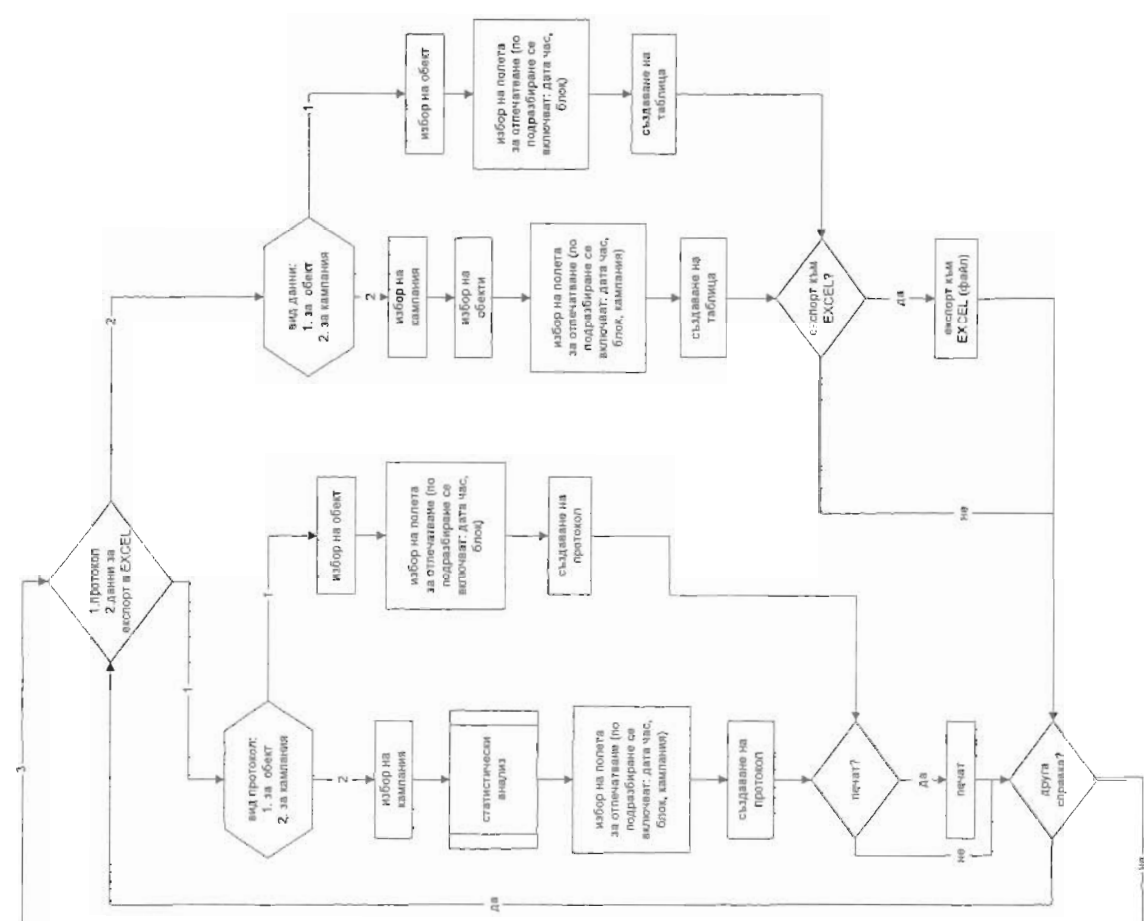 3
1.протокол
2.данни за
експорт в EXCEL
1
2
вид протокол:
1. за обект
2. за кампания
1
2
избор на
кампания
статистически
анализ
избор на полета
за отпечатване (по
подразбиране се
включват: дата час,
блок, кампания)
създаване на
протокол
избор на обект
избор на полета
за отпечатване (по
подразбиране се
включват: дата час,
блок)
създаване на
протокол
печат?
да
не
печат
вид данни:
1. за обект
2. за кампания
1
2
избор на
кампания
избор на
обекти
избор на полета
за отпечатване (по
подразбиране се
включват: дата час,
блок, кампания)
създаване на
таблица
избор на обект
избор на полета
за отпечатване (по
подразбиране се
включват: дата час,
блок)
създаване на
таблица
към
EXCEL?
да
не
експорт към
EXCEL (файл)
друга
справка?
да
не